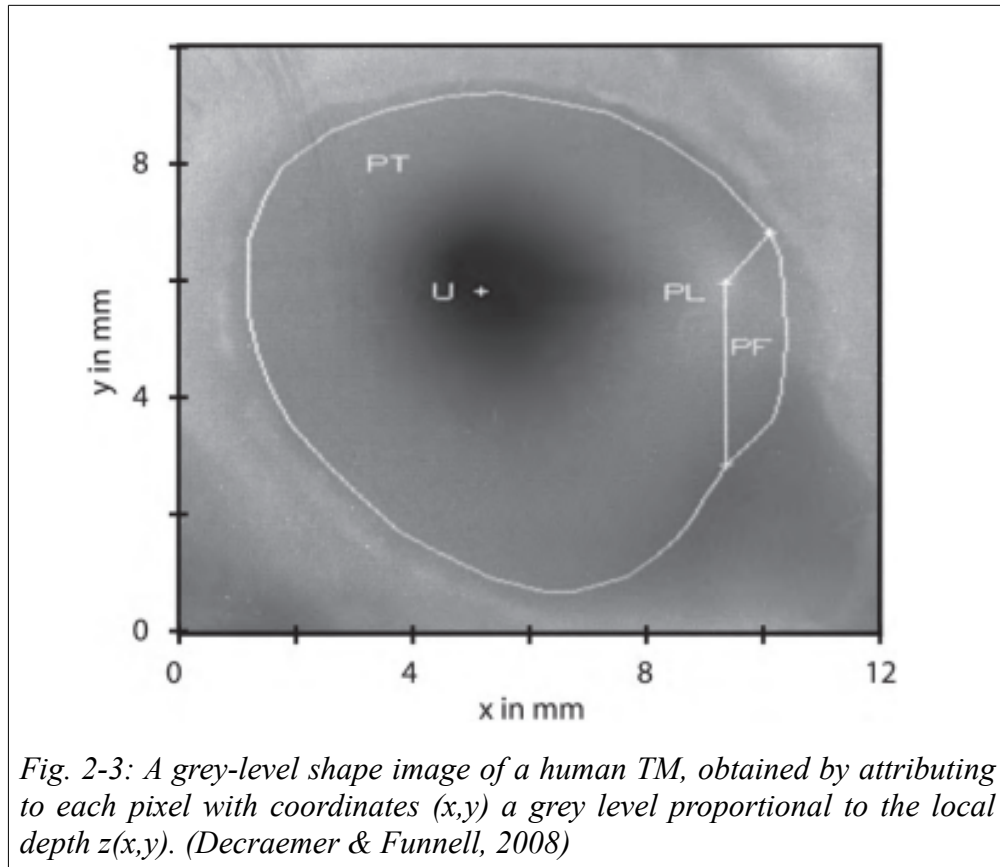 8
PT
U
PL
PF
4
0
y in mm
0 4 8 12
x in mm
Fig. 2-3: A grey-level shape image of a human TM, obtained by attributing
to each pixel with coordinates (x,y) a grey level proportional to the local
depth z(x,y). (Decraemer & Funnell, 2008)